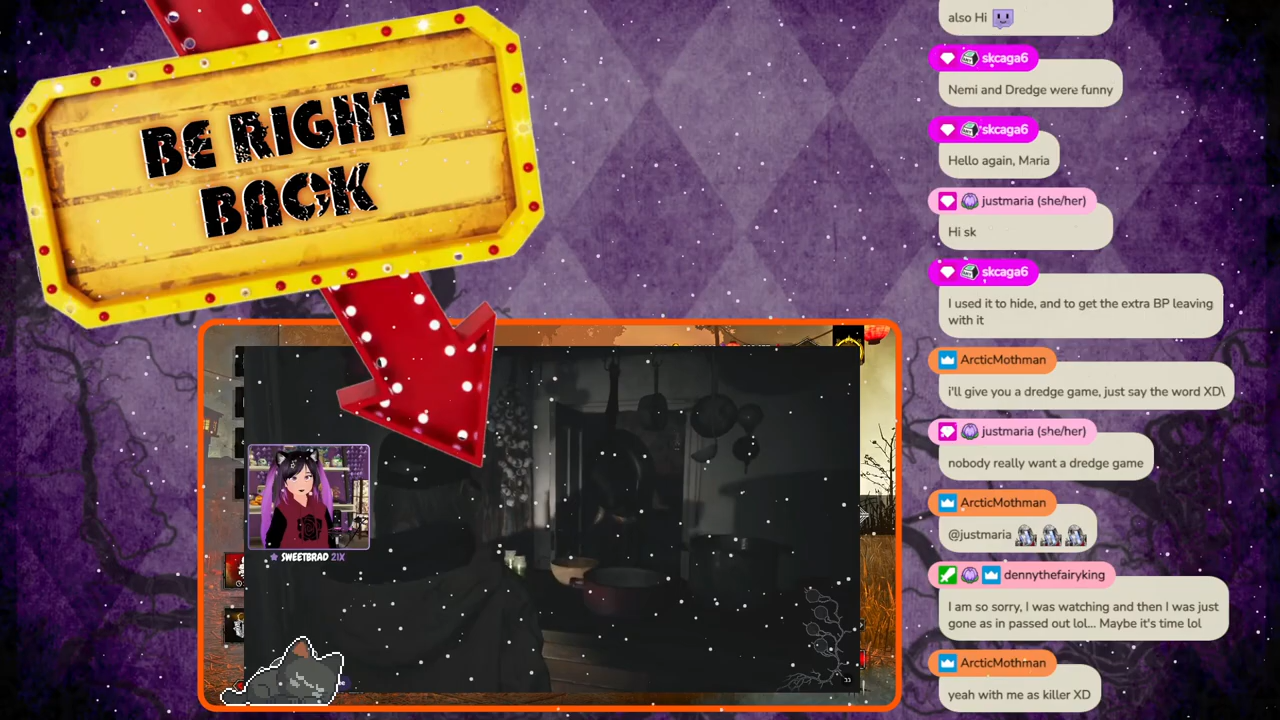 BE RIGHT
BACK
SWEETBRAD 21X
33
also Hi
skcaga6
Nemi and Dredge were funny
skcaga6
Hello again, Maria
justmaria (she/her)
Hi sk
skcaga6
I used it to hide, and to get the extra BP leaving
with it
ArcticMothman
i'll give you a dredge game, just say the word XD\
justmaria (she/her)
nobody really want a dredge game
ArcticMothman
@justmaria
dennythefairyking
I am so sorry, I was watching and then I was just
gone as in passed out lol... Maybe it's time lol
ArcticMothman
yeah with me as killer XD